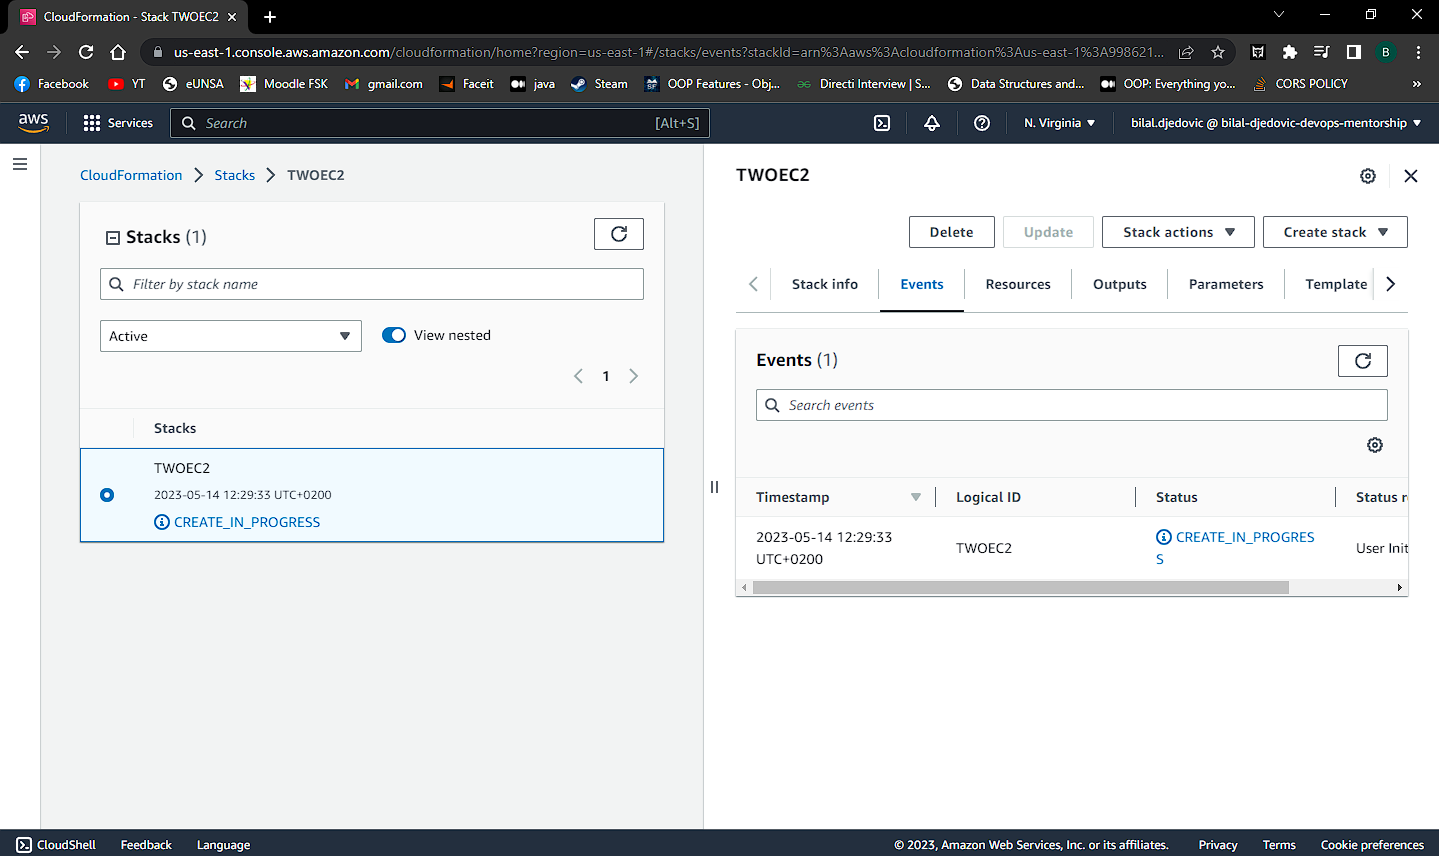 CloudFormation - Stack TWOEC2
us-east-1.console.aws.amazon.com/cloudformation/home?region=us-east-1#/stacks/events?stackId=arn%3Aaws%3Acloudformation%3Aus-east-1%3A998621...
B
Facebook YT eUNSA Moodle FSK gmail.com Faceit java Steam OOP Features - Obj... Directi Interview | S... Data Structures and... OOP: Everything yo... CORS POLICY »
aws Services Search [Alt+S] N. Virginia bilal.djedovic @ bilal-djedovic-devops-mentorship
CloudFormation Stacks TWOEC2
Stacks (1)
Filter by stack name
Active View nested
1
Stacks
TWOEC2
2023-05-14 12:29:33 UTC+0200
CREATE_IN_PROGRESS
TWOEC2
Delete Update Stack actions Create stack
Stack info Events Resources Outputs Parameters Template
Events (1)
Search events
Timestamp Logical ID Status Status r
2023-05-14 12:29:33 UTC+0200 TWOEC2 CREATE_IN_PROGRESS User Init
CloudShell Feedback Language © 2023, Amazon Web Services, Inc. or its affiliates. Privacy Terms Cookie preferences